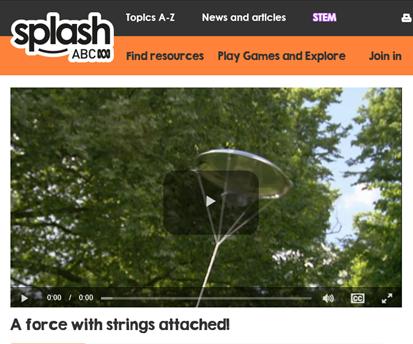 splash
ABC
Topics A-Z
News and articles
STEM
Find resources
Play Games and Explore
Join in
0:00 / 0:00
CC
A force with strings attached!